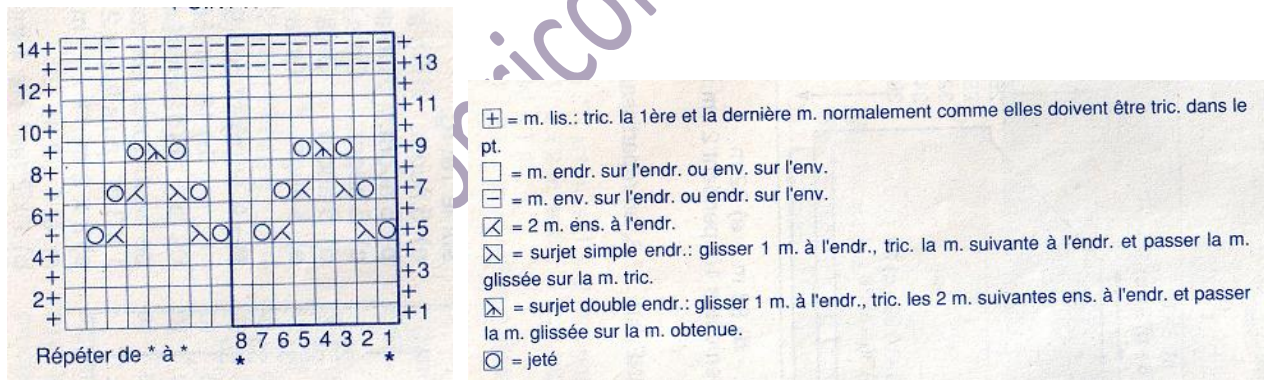 14+ +
+ +13
12+ +
+ +11
10+ +
+ +9
8+ +
+ +7
6+ +
+ +5
4+ +
+ +3
2+ +
+ +1
8 7 6 5 4 3 2 1
Répéter de * à * * *
+ = m. lis.: tric. la 1ère et la dernière m. normalement comme elles doivent être tric. dans le
pt.
= m. endr. sur l'endr. ou env. sur l'env.
– = m. env. sur l'endr. ou endr. sur l'env.
= 2 m. ens. à l'endr.
= surjet simple endr.: glisser 1 m. à l'endr., tric. la m. suivante à l'endr. et passer la m.
glissée sur la m. tric.
= surjet double endr.: glisser 1 m. à l'endr., tric. les 2 m. suivantes ens. à l'endr. et passer
la m. glissée sur la m. obtenue.
O = jeté